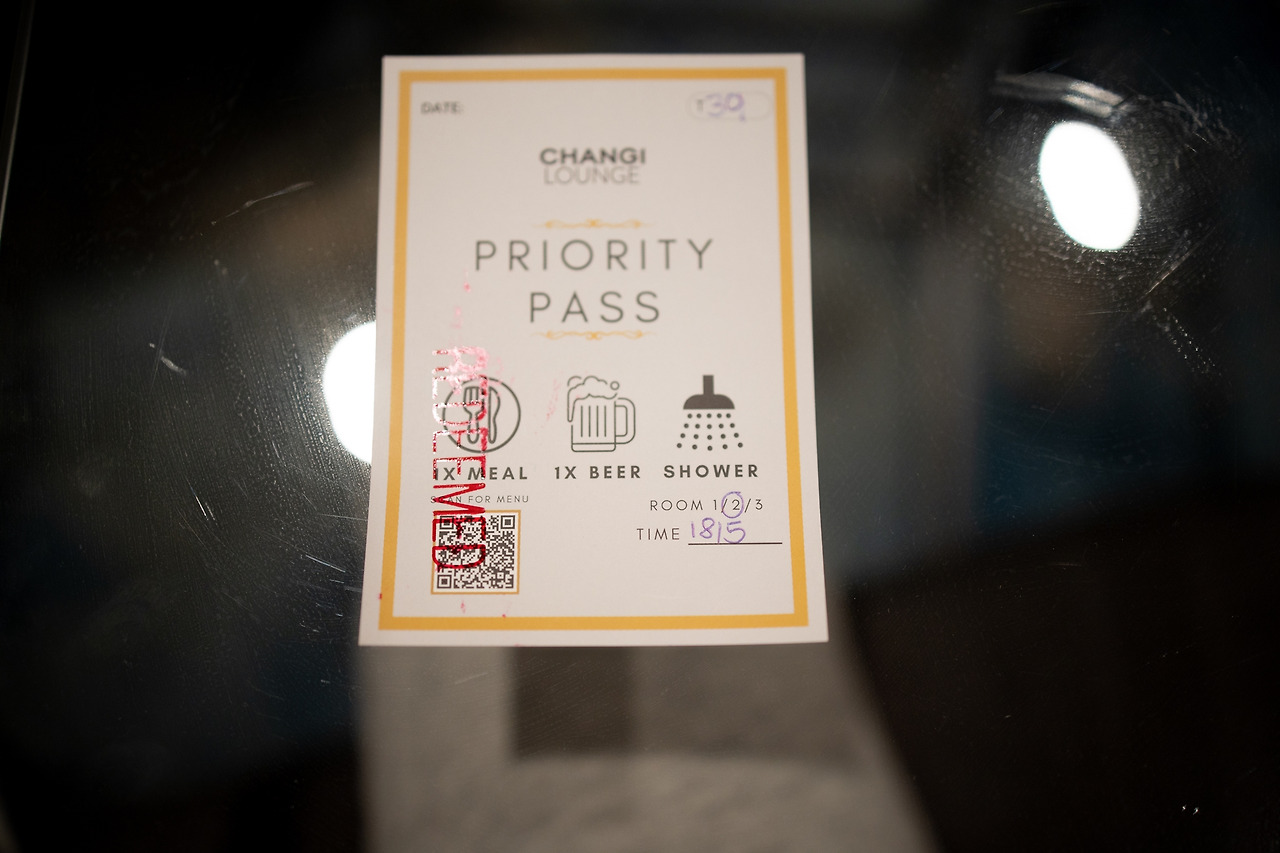 DATE:
T30
CHANGI
LOUNGE
PRIORITY
PASS
1X MEAL
1X BEER
SHOWER
SCAN FOR MENU
ROOM 1/2/3
TIME 1815
REDEEMED